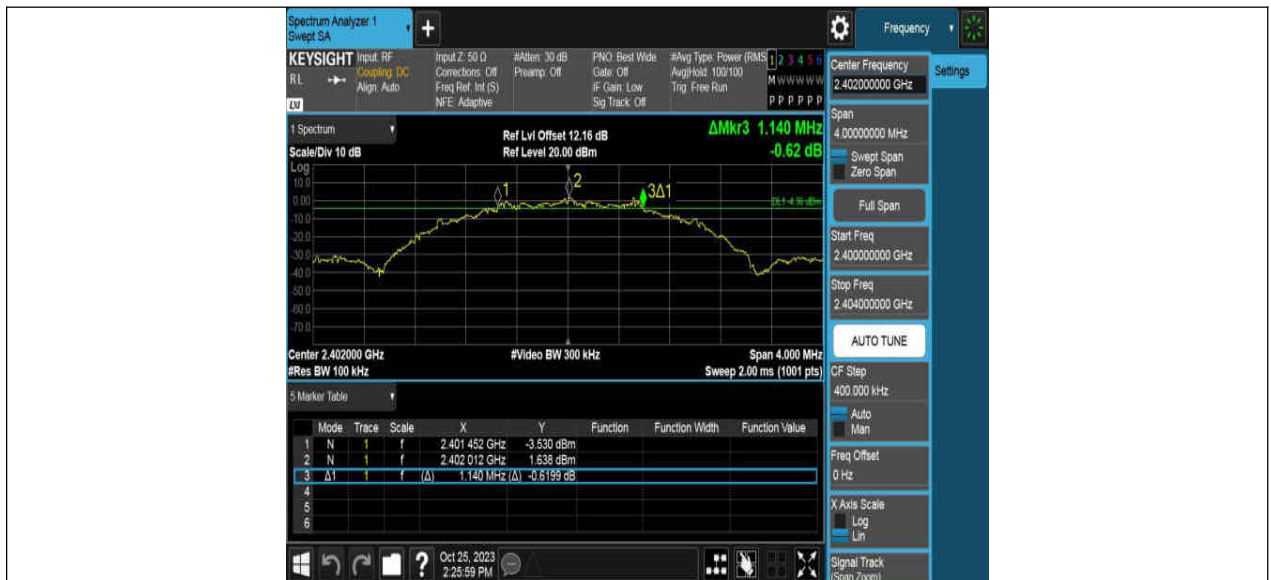 Spectrum Analyzer 1
Swept SA
+
Frequency
KEYSIGHT
RL
LXI
Input: RF
Coupling: DC
Align: Auto
Input Z: 50 Ω
Corrections: Off
Freq Ref: Int (S)
NFE: Adaptive
#Atten: 30 dB
Preamp: Off
PNO: Best Wide
Gate: Off
IF Gain: Low
Sig Track: Off
#Avg Type: Power (RMS
Avg|Hold: 100/100
Trig: Free Run
1 2 3 4 5 6
M W W W W W
P P P P P P
Center Frequency
2.402000000 GHz
Settings
Span
4.00000000 MHz
Swept Span
Zero Span
Full Span
Start Freq
2.400000000 GHz
Stop Freq
2.404000000 GHz
AUTO TUNE
CF Step
400.000 kHz
Auto
Man
Freq Offset
0 Hz
X Axis Scale
Log
Lin
Signal Track
(Span Zoom)
1 Spectrum
Scale/Div 10 dB
Ref Lvl Offset 12.16 dB
Ref Level 20.00 dBm
ΔMkr3 1.140 MHz
-0.62 dB
Log
10.0
0.00
-10.0
-20.0
-30.0
-40.0
-50.0
-60.0
-70.0
1
2
3Δ1
DL1 -4.36 dBm
Center 2.402000 GHz
#Res BW 100 kHz
#Video BW 300 kHz
Span 4.000 MHz
Sweep 2.00 ms (1001 pts)
5 Marker Table
Mode Trace Scale X Y Function Function Width Function Value
1 N 1 f 2.401 452 GHz -3.530 dBm
2 N 1 f 2.402 012 GHz 1.638 dBm
3 Δ1 1 f (Δ) 1.140 MHz (Δ) -0.6199 dB
4
5
6
?
Oct 25, 2023
2:25:59 PM